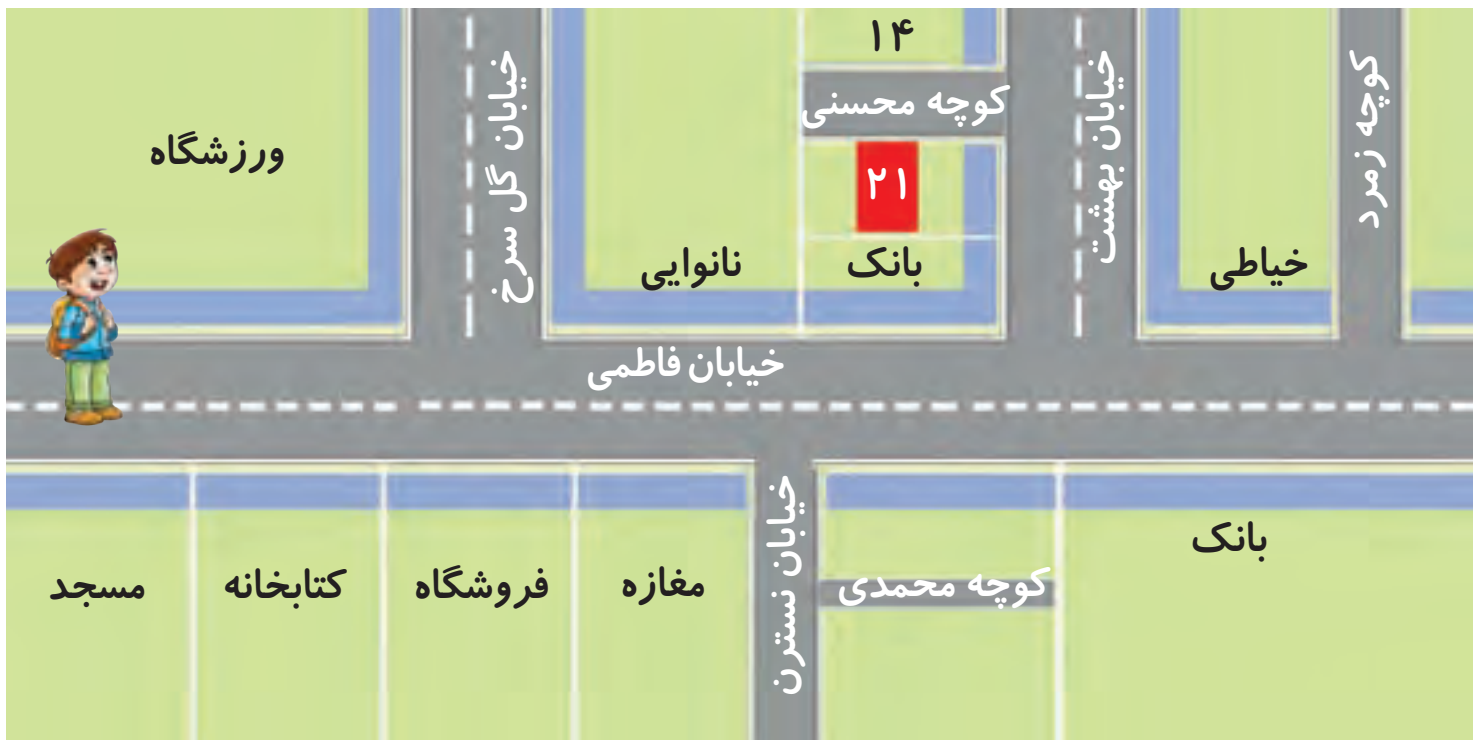 ۱۴
کوچه محسنی
۲۱
ورزشگاه
خیابان گل سرخ
خیابان بهشت
کوچه زمرد
نانوایی
بانک
خیاطی
خیابان فاطمی
بانک
مسجد
کتابخانه
فروشگاه
مغازه
خیابان نسترن
کوچه محمدی